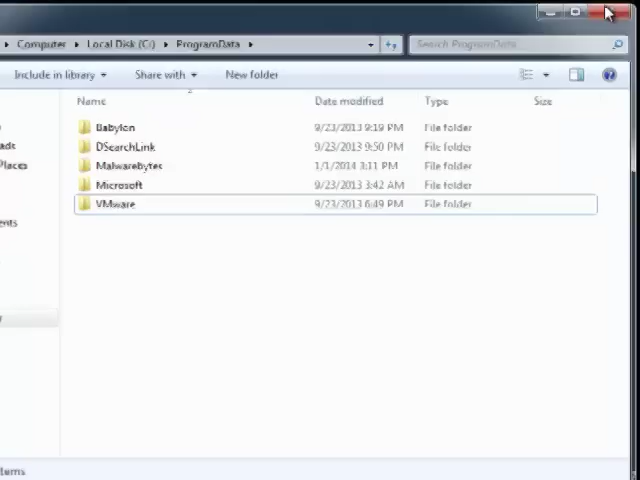 Computer Local Disk (C:) ProgramData Search ProgramData
Include in library Share with New folder
Name Date modified Type Size
Babylon 9/23/2013 9:19 PM File folder
DSearchLink 9/23/2013 9:50 PM File folder
Malwarebytes 1/1/2014 3:11 PM File folder
Microsoft 9/23/2013 3:42 AM File folder
VMware 9/23/2013 6:49 PM File folder
ads
Places
ents
items